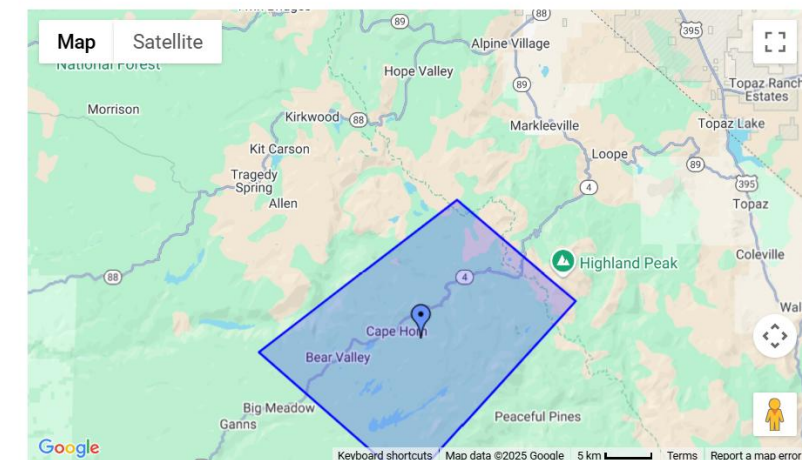 Map Satellite
89
88
395
Alpine Village
National Forest
Hope Valley
89
Topaz Ranch
Estates
Morrison
Kirkwood 88
Markleeville
Topaz Lake
Kit Carson
Loope
89
Tragedy
Spring
4
395
Allen
Topaz
Highland Peak
Coleville
88
4
Wal
Cape Horn
Bear Valley
Big Meadow
Ganns
Peaceful Pines
Google
Keyboard shortcuts Map data ©2025 Google 5 km Terms Report a map error